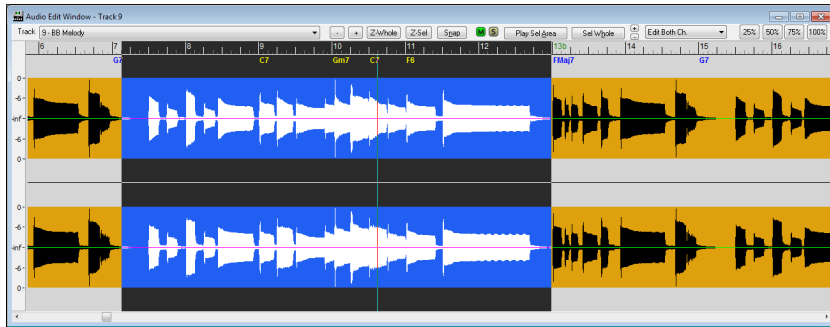 Audio Edit Window - Track 9
Track 9 - BB Melody - + Z-Whole Z-Sel Snap M S Play Sel Area Sel Whole + - Edit Both Ch. 25% 50% 75% 100%
6 7 8 9 10 11 12 13b 14 15 16
G7 C7 Gm7 C7 F6 FMaj7 G7
0-
-6-
-inf-
-6-
0-
0-
-6-
-inf-
-6-
0-